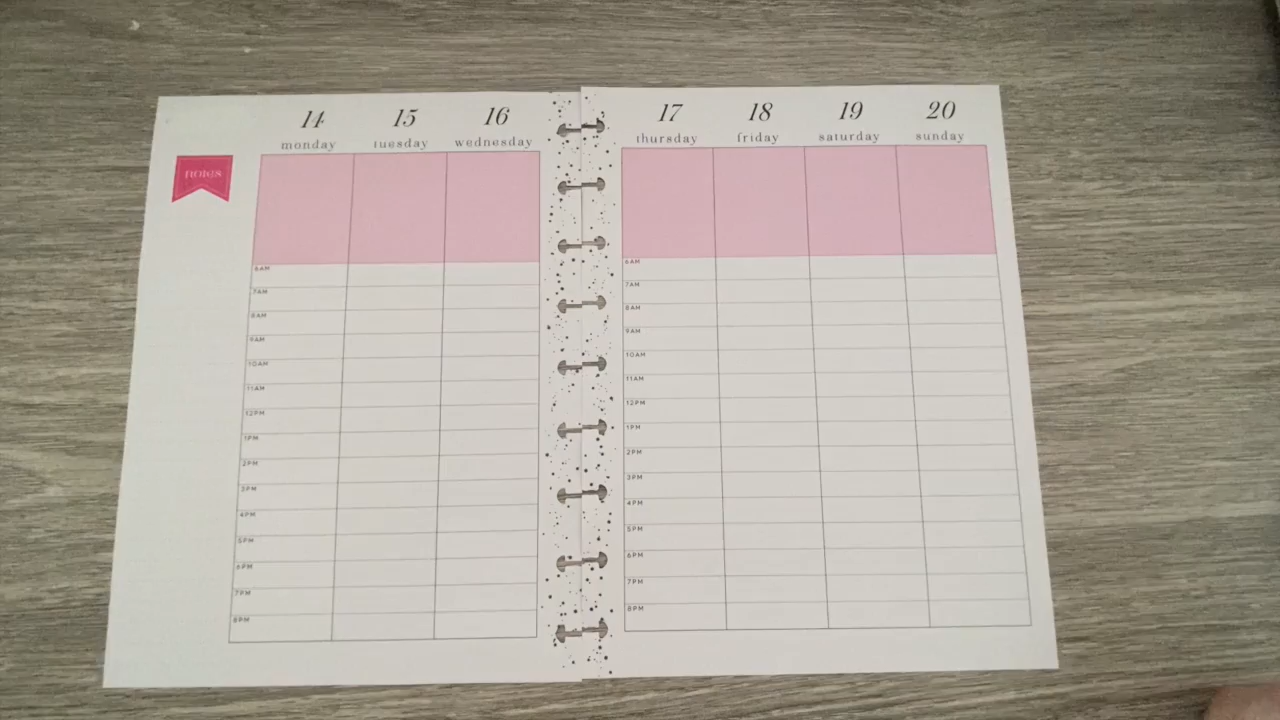 14 15 16 17 18 19 20
monday tuesday wednesday thursday friday saturday sunday
notes
6AM 6AM
7AM 7AM
8AM 8AM
9AM 9AM
10AM 10AM
11AM 11AM
12PM 12PM
1PM 1PM
2PM 2PM
3PM 3PM
4PM 4PM
5PM 5PM
6PM 6PM
7PM 7PM
8PM 8PM